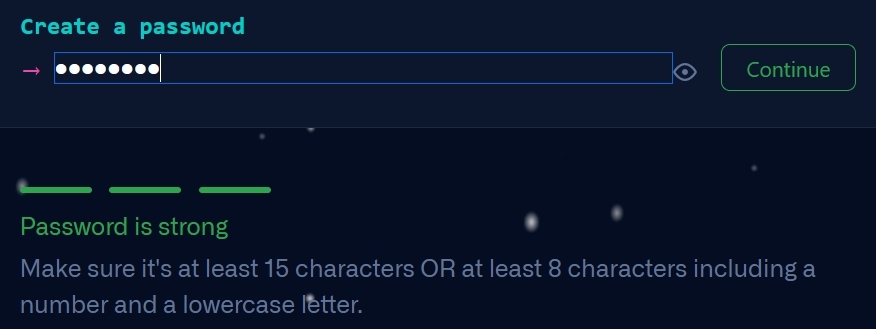 Create a password
→ ●●●●●●●●
Continue
Password is strong
Make sure it's at least 15 characters OR at least 8 characters including a
number and a lowercase letter.